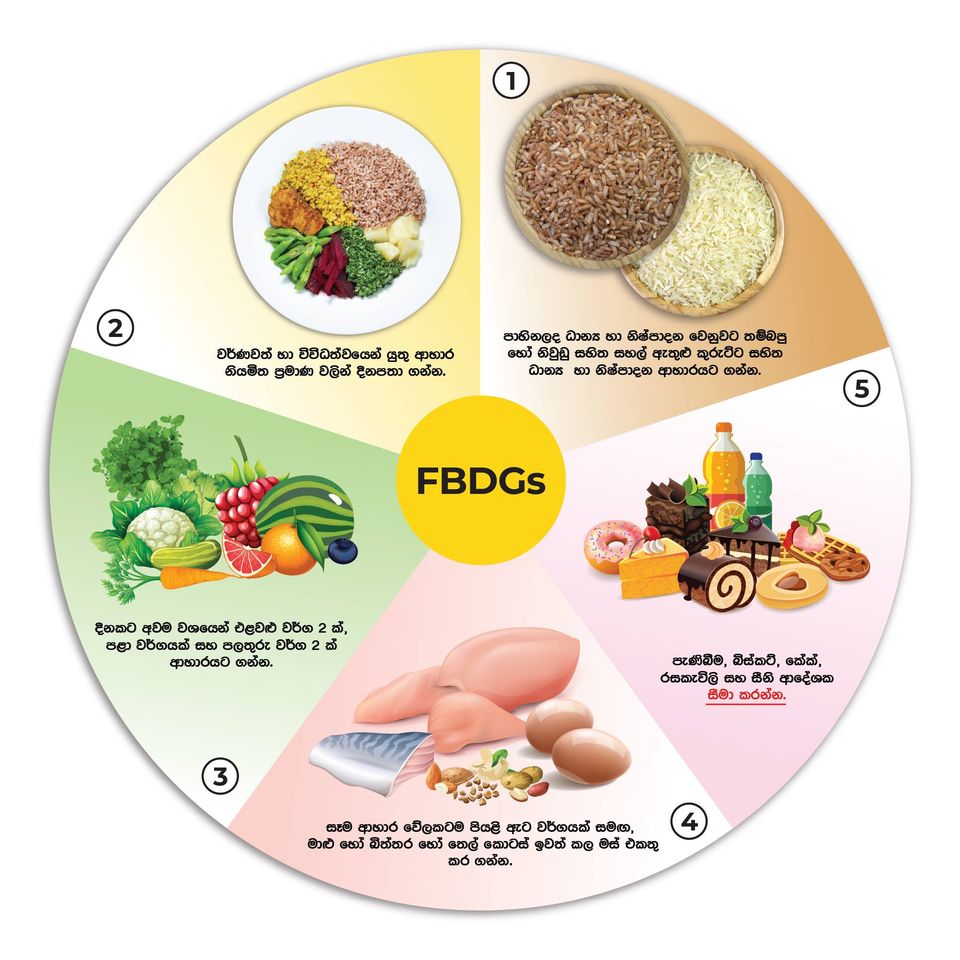 1
පාහිනලද ධාන්‍ය හා නිෂ්පාදන වෙනුවට තම්බපු
හෝ නිවුඩු සහිත සහල් ඇතුළු කුරුට්ට සහිත
ධාන්‍ය හා නිෂ්පාදන ආහාරයට ගන්න.
2
වර්ණවත් හා විවිධත්වයෙන් යුතු ආහාර
නියමිත ප්‍රමාණ වලින් දිනපතා ගන්න.
FBDGs
දිනකට අවම වශයෙන් එළවළු වර්ග 2 ක්,
පළා වර්ගයක් සහ පලතුරු වර්ග 2 ක්
ආහාරයට ගන්න.
3
සෑම ආහාර වේලකටම පියළි ඇට වර්ගයක් සමඟ,
මාළු හෝ බිත්තර හෝ තෙල් කොටස් ඉවත් කල මස් එකතු
කර ගන්න.
4
5
පැණිබීම, බිස්කට්, කේක්,
රසකැවිලි සහ සීනි ආදේශක
සීමා කරන්න.